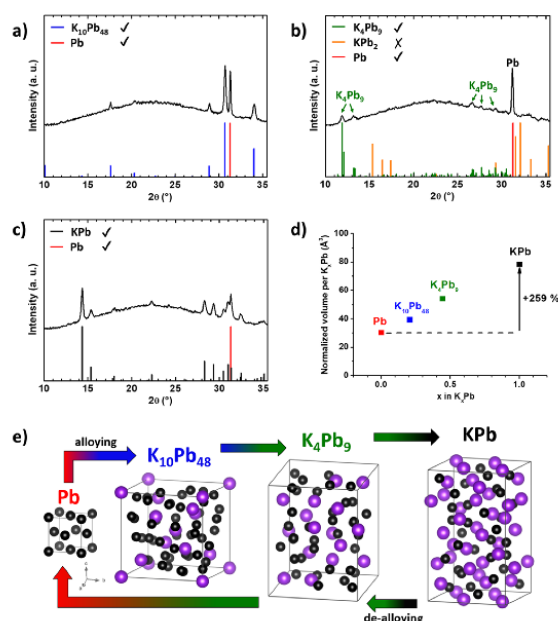 a)
K₁₀Pb₄₈ ✓
Pb ✓
Intensity (a. u.)
10 15 20 25 30 35
2θ (°)
b)
K₄Pb₉ ✓
KPb₂ ✗
Pb ✓
Pb
K₄Pb₉
K₄Pb₉
Intensity (a. u.)
10 15 20 25 30 35
2θ (°)
c)
KPb ✓
Pb ✓
Intensity (a. u.)
10 15 20 25 30 35
2θ (°)
d)
Normalized volume per KₓPb (Å³)
100
80
60
40
20
0
KPb
K₄Pb₉
K₁₀Pb₄₈
Pb
+259 %
0.0 0.5 1.0
x in KₓPb
e)
alloying
K₁₀Pb₄₈
K₄Pb₉
KPb
Pb
de-alloying